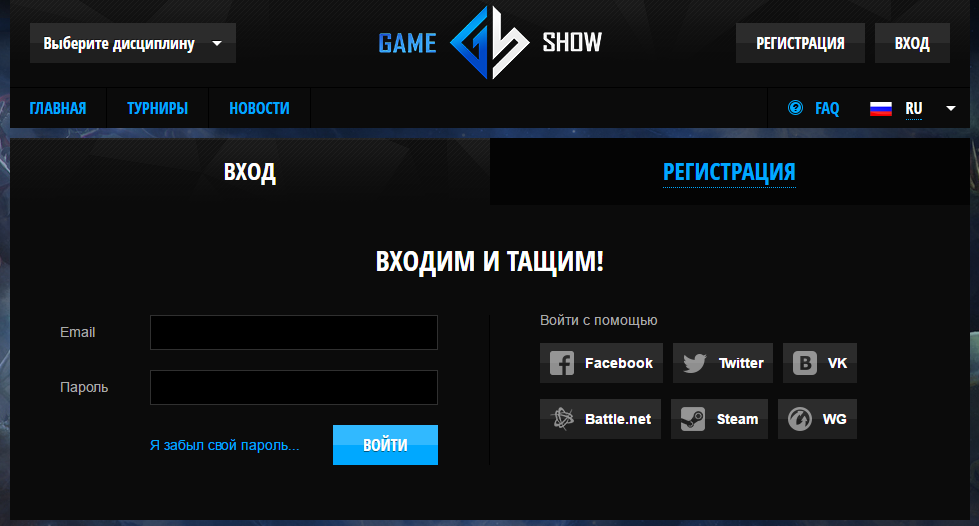 Выберите дисциплину
GAME GS SHOW
РЕГИСТРАЦИЯ
ВХОД
ГЛАВНАЯ
ТУРНИРЫ
НОВОСТИ
? FAQ
RU
ВХОД
РЕГИСТРАЦИЯ
ВХОДИМ И ТАЩИМ!
Email
Пароль
Я забыл свой пароль...
ВОЙТИ
Войти с помощью
Facebook
Twitter
VK
Battle.net
Steam
WG